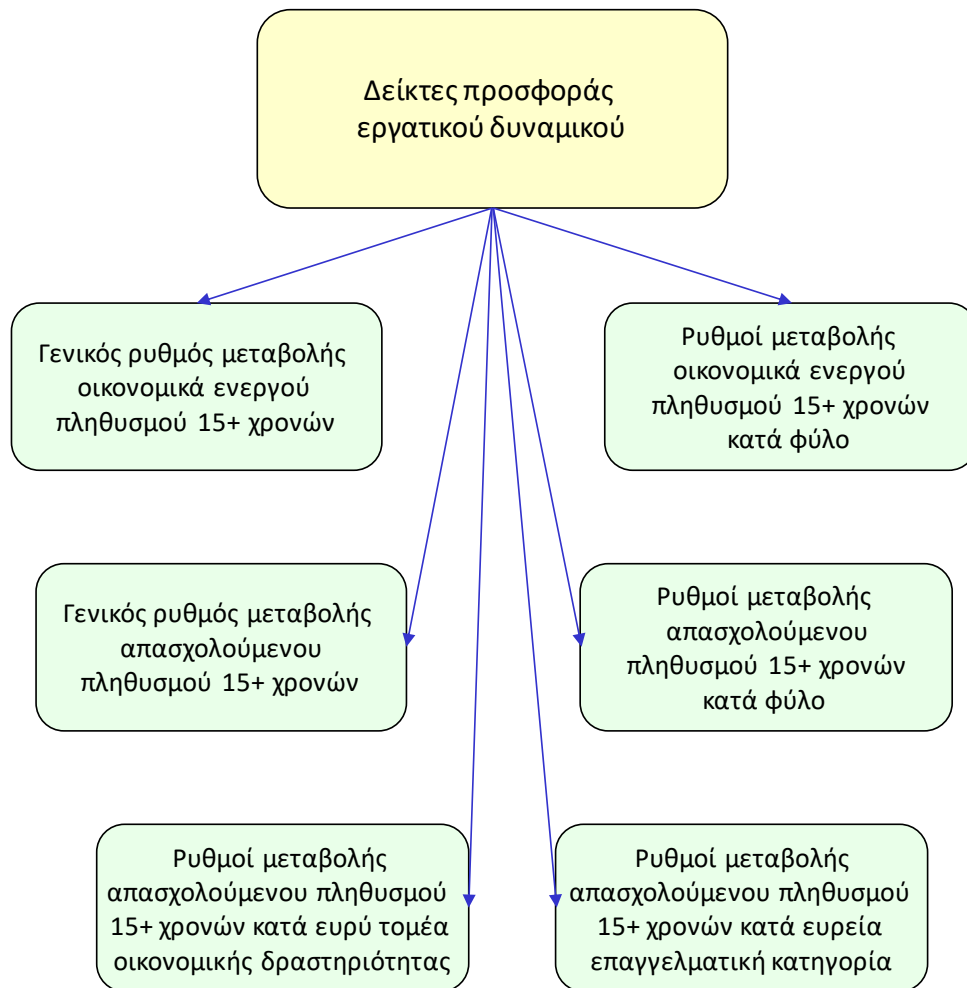 Δείκτες προσφοράς
εργατικού δυναμικού
Γενικός ρυθμός μεταβολής
οικονομικά ενεργού
πληθυσμού 15+ χρονών
Ρυθμοί μεταβολής
οικονομικά ενεργού
πληθυσμού 15+ χρονών
κατά φύλο
Γενικός ρυθμός μεταβολής
απασχολούμενου
πληθυσμού 15+ χρονών
Ρυθμοί μεταβολής
απασχολούμενου
πληθυσμού 15+ χρονών
κατά φύλο
Ρυθμοί μεταβολής
απασχολούμενου πληθυσμού
15+ χρονών κατά ευρύ τομέα
οικονομικής δραστηριότητας
Ρυθμοί μεταβολής
απασχολούμενου πληθυσμού
15+ χρονών κατά ευρεία
επαγγελματική κατηγορία